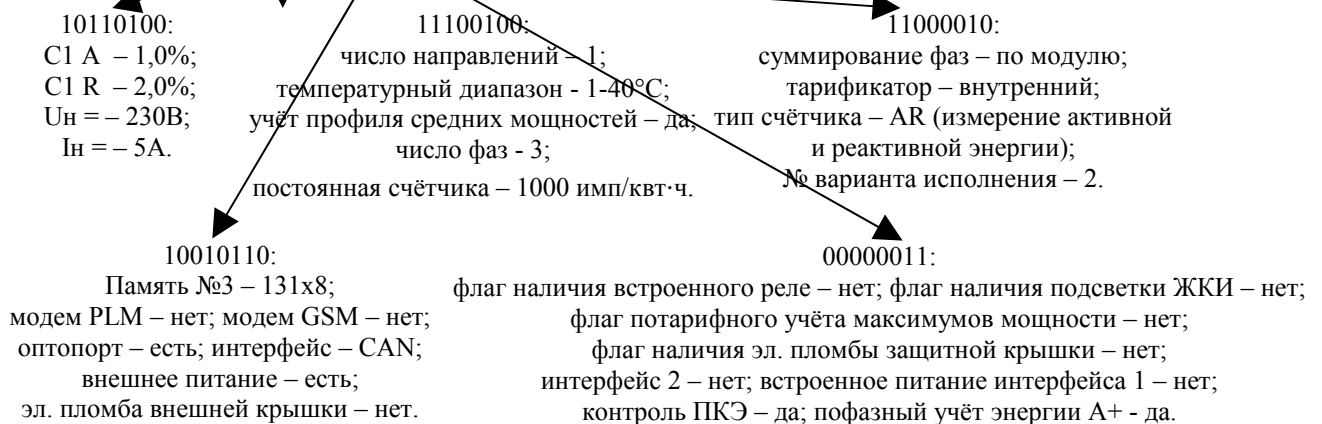 10110100:
C1 A – 1,0%;
C1 R – 2,0%;
Uн = – 230В;
Iн = – 5А.
11100100:
число направлений – 1;
температурный диапазон - 1-40°С;
учёт профиля средних мощностей – да;
число фаз - 3;
постоянная счётчика – 1000 имп/квт·ч.
11000010:
суммирование фаз – по модулю;
тарификатор – внутренний;
тип счётчика – AR (измерение активной
и реактивной энергии);
№ варианта исполнения – 2.
10010110:
Память №3 – 131х8;
модем PLM – нет; модем GSM – нет;
оптопорт – есть; интерфейс – CAN;
внешнее питание – есть;
эл. пломба внешней крышки – нет.
00000011:
флаг наличия встроенного реле – нет; флаг наличия подсветки ЖКИ – нет;
флаг потарифного учёта максимумов мощности – нет;
флаг наличия эл. пломбы защитной крышки – нет;
интерфейс 2 – нет; встроенное питание интерфейса 1 – нет;
контроль ПКЭ – да; пофазный учёт энергии А+ - да.